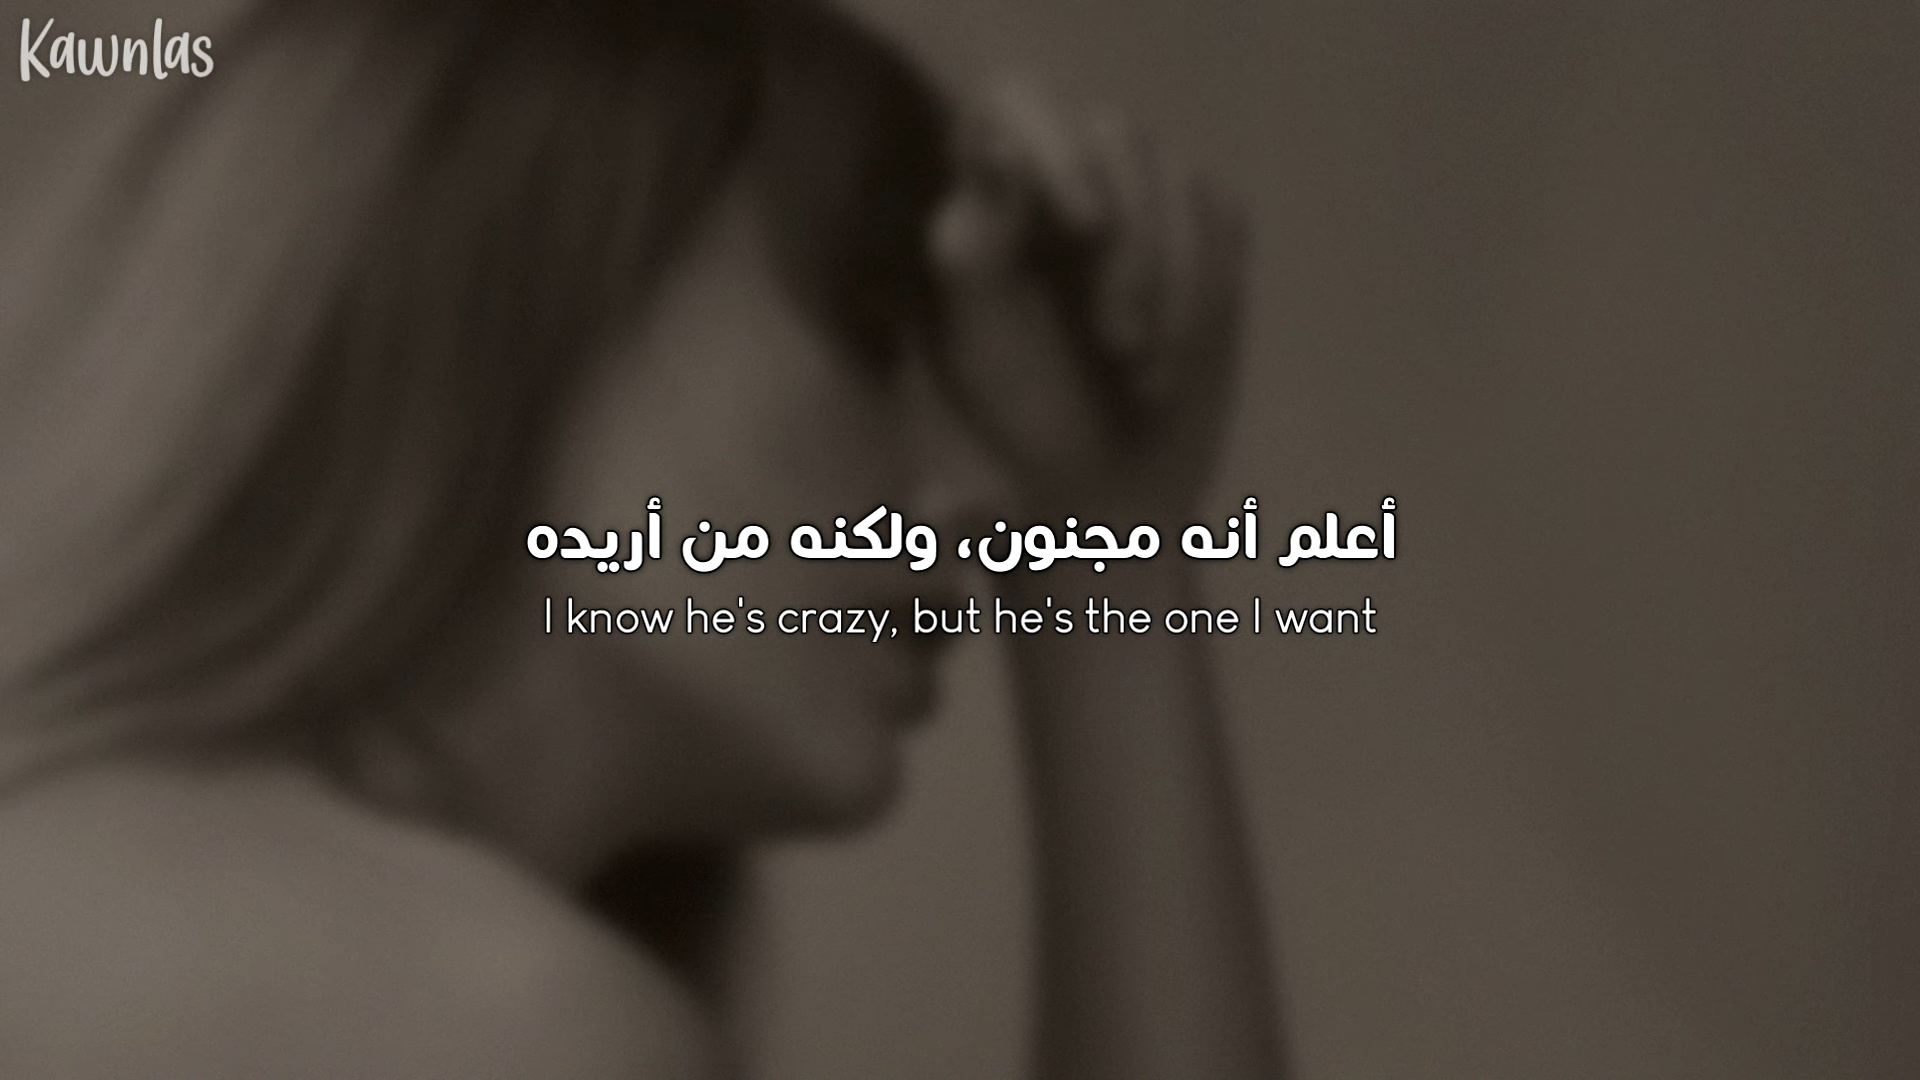 Kawnlas
أعلم أنه مجنون، ولكنه من أريده
I know he's crazy, but he's the one I want